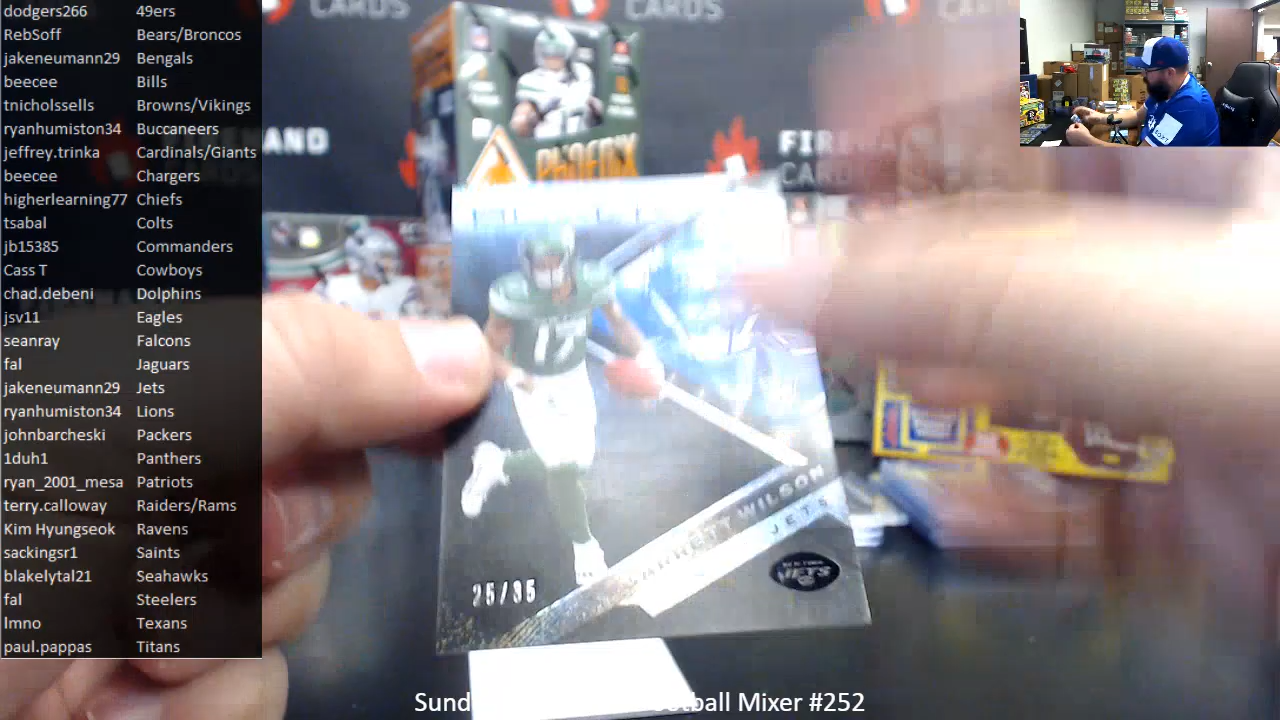 dodgers266 49ers
RebSoff Bears/Broncos
jakeneumann29 Bengals
beecee Bills
tnicholssells Browns/Vikings
ryanhumiston34 Buccaneers
jeffrey.trinka Cardinals/Giants
beecee Chargers
higherlearning77 Chiefs
tsabal Colts
jb15385 Commanders
Cass T Cowboys
chad.debeni Dolphins
jsv11 Eagles
seanray Falcons
fal Jaguars
jakeneumann29 Jets
ryanhumiston34 Lions
johnbarcheski Packers
1duh1 Panthers
ryan_2001_mesa Patriots
terry.calloway Raiders/Rams
Kim Hyungseok Ravens
sackingsr1 Saints
blakelytal21 Seahawks
fal Steelers
lmno Texans
paul.pappas Titans
CARDS
CARDS
PHOENIX
17
WILSON
JETS
JETS
25/35
Mixer #252